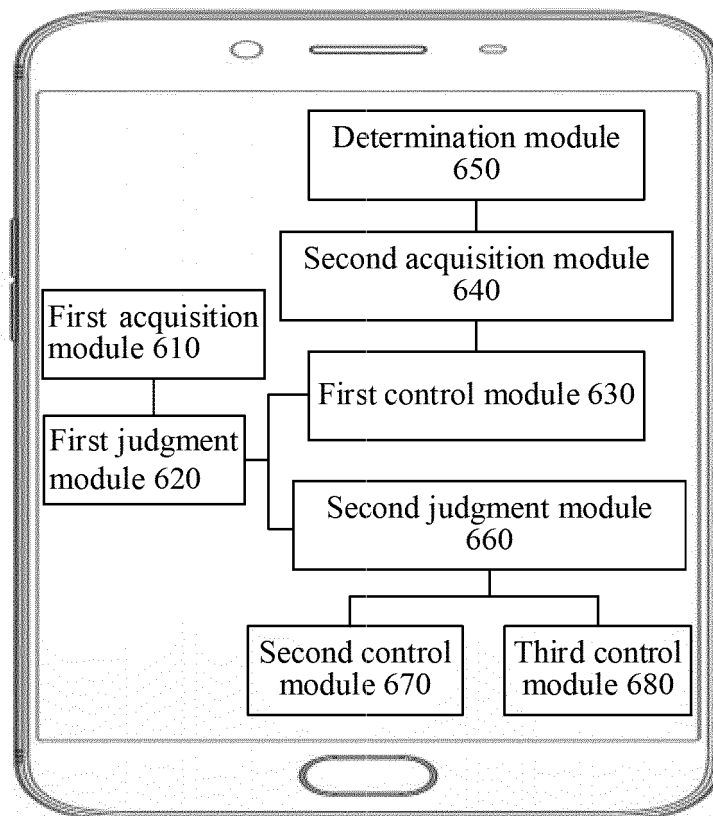 Determination module
650
Second acquisition module
640
First acquisition
module 610
First control module 630
First judgment
module 620
Second judgment module
660
Second control
module 670
Third control
module 680